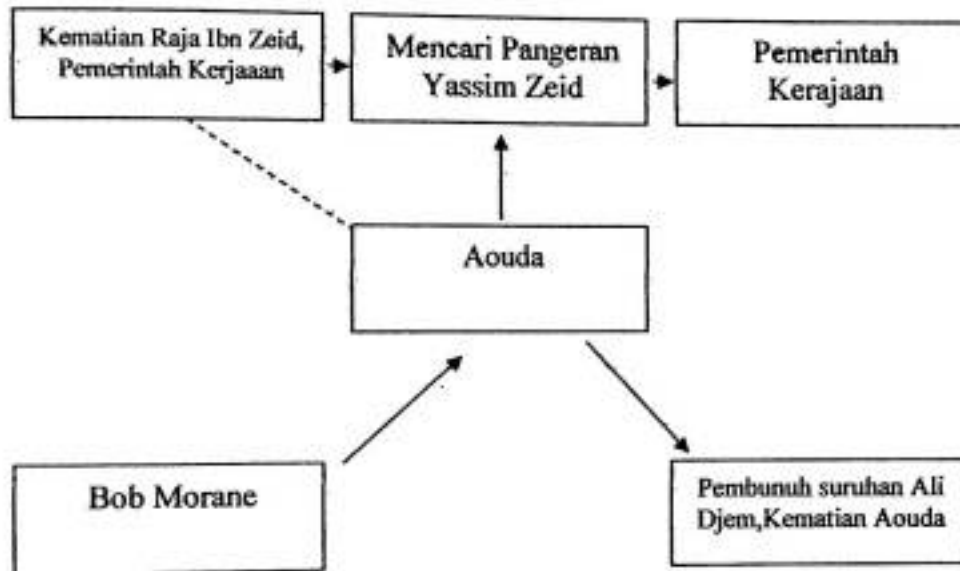 Kematian Raja Ibn Zeid,
Pemerintah Kerjaaan
Mencari Pangeran
Yassim Zeid
Pemerintah
Kerajaan
Aouda
Bob Morane
Pembunuh suruhan Ali
Djem,Kematian Aouda